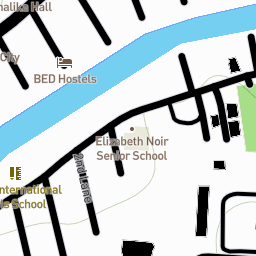 Hall
City
BED Hostels
Elizabeth Noir
Senior School
2nd Lane
International
School